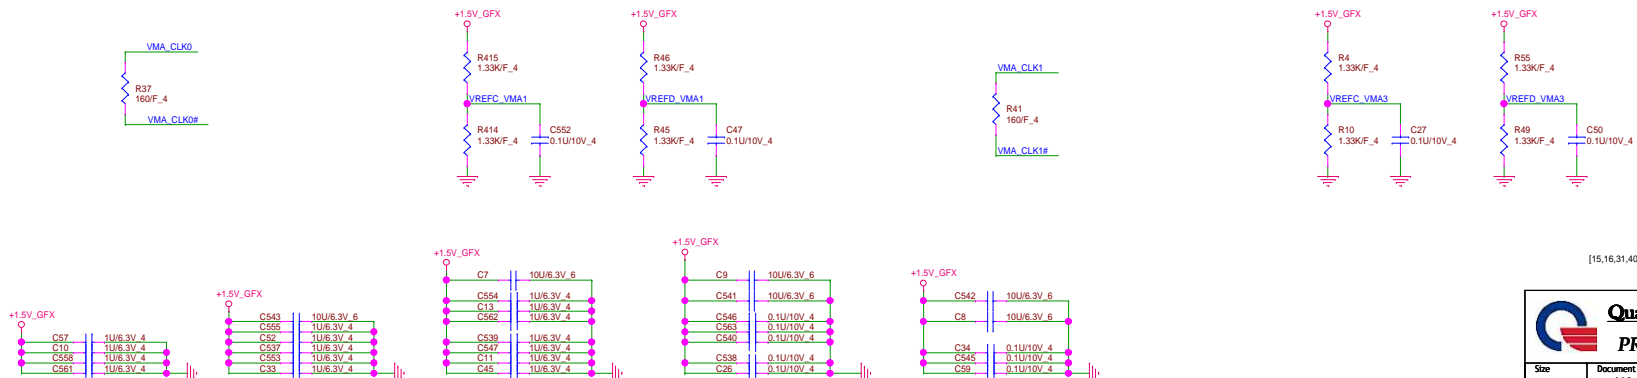 +1.5V_GFX
+1.5V_GFX
+1.5V_GFX
+1.5V_GFX
VMA_CLK0
R37
160/F_4
VMA_CLK0#
R415
1.33K/F_4
VREFC_VMA1
R414
1.33K/F_4
C552
0.1U/10V_4
R46
1.33K/F_4
VREFD_VMA1
R45
1.33K/F_4
C47
0.1U/10V_4
VMA_CLK1
R41
160/F_4
VMA_CLK1#
R4
1.33K/F_4
VREFC_VMA3
R10
1.33K/F_4
C27
0.1U/10V_4
R55
1.33K/F_4
VREFD_VMA3
R49
1.33K/F_4
C50
0.1U/10V_4
+1.5V_GFX
C57 1U/6.3V_4
C10 1U/6.3V_4
C558 1U/6.3V_4
C561 1U/6.3V_4
+1.5V_GFX
C543 10U/6.3V_6
C555 1U/6.3V_4
C52 1U/6.3V_4
C537 1U/6.3V_4
C553 1U/6.3V_4
C33 1U/6.3V_4
+1.5V_GFX
C7 10U/6.3V_6
C554 1U/6.3V_4
C13 1U/6.3V_4
C562 1U/6.3V_4
C539 1U/6.3V_4
C547 1U/6.3V_4
C11 1U/6.3V_4
C45 1U/6.3V_4
+1.5V_GFX
C9 10U/6.3V_6
C541 10U/6.3V_6
C546 0.1U/10V_4
C563 0.1U/10V_4
C540 0.1U/10V_4
C538 0.1U/10V_4
C26 0.1U/10V_4
+1.5V_GFX
C542 10U/6.3V_6
C8 10U/6.3V_6
C34 0.1U/10V_4
C545 0.1U/10V_4
C59 0.1U/10V_4
[15,16,31,40
Qua
PR
Size Document